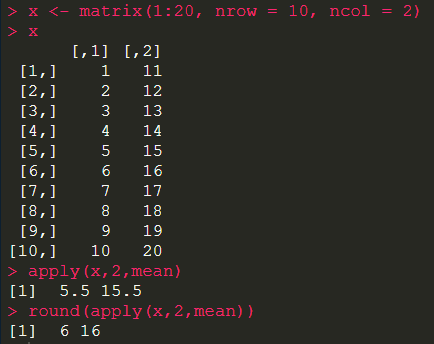 > x <- matrix(1:20, nrow = 10, ncol = 2)
> x
      [,1] [,2]
 [1,]    1   11
 [2,]    2   12
 [3,]    3   13
 [4,]    4   14
 [5,]    5   15
 [6,]    6   16
 [7,]    7   17
 [8,]    8   18
 [9,]    9   19
[10,]   10   20
> apply(x,2,mean)
[1]  5.5 15.5
> round(apply(x,2,mean))
[1]  6 16